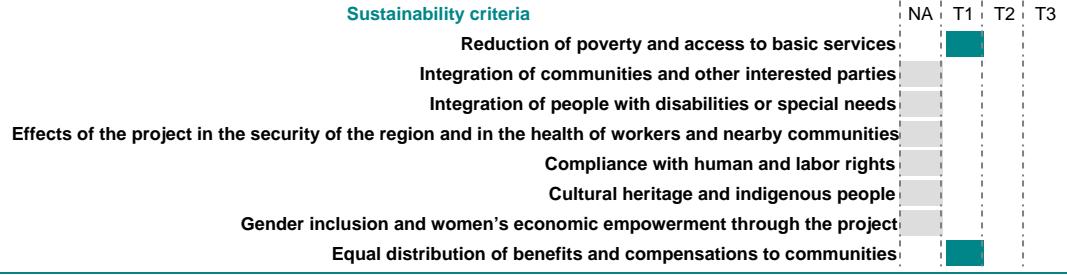 Sustainability criteria NA T1 T2 T3
Reduction of poverty and access to basic services
Integration of communities and other interested parties
Integration of people with disabilities or special needs
Effects of the project in the security of the region and in the health of workers and nearby communities
Compliance with human and labor rights
Cultural heritage and indigenous people
Gender inclusion and women’s economic empowerment through the project
Equal distribution of benefits and compensations to communities